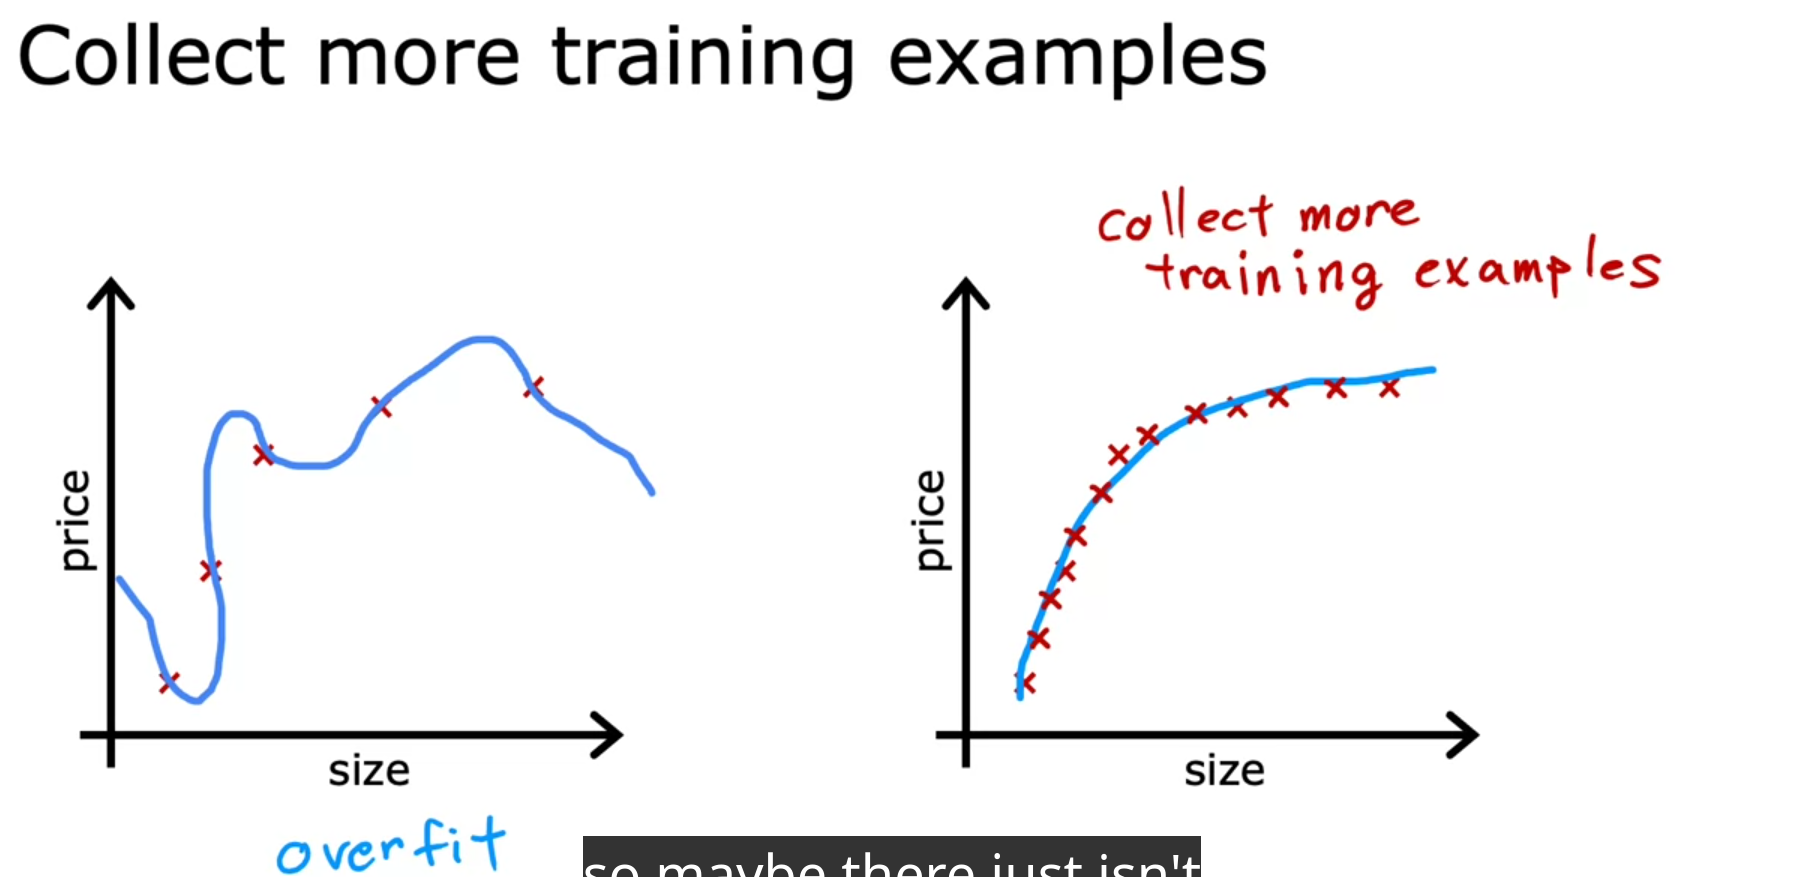 Collect more training examples
collect more
training examples
price
size
overfit
price
size
so maybe there just isn't